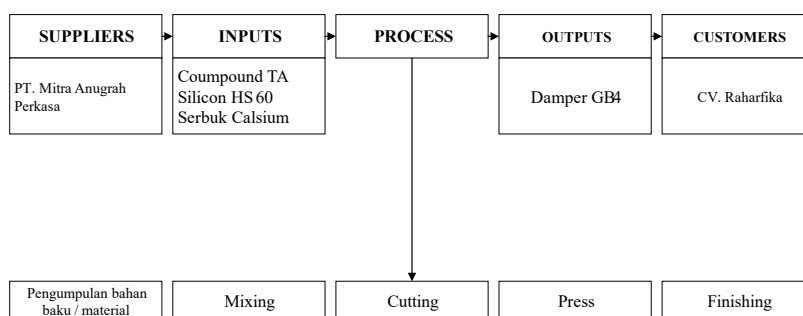 SUPPLIERS
INPUTS
PROCESS
OUTPUTS
CUSTOMERS
PT. Mitra Anugrah
Perkasa
Coumpound TA
Silicon HS 60
Serbuk Calsium
Damper GB4
CV. Raharfika
Pengumpulan bahan
baku / material
Mixing
Cutting
Press
Finishing